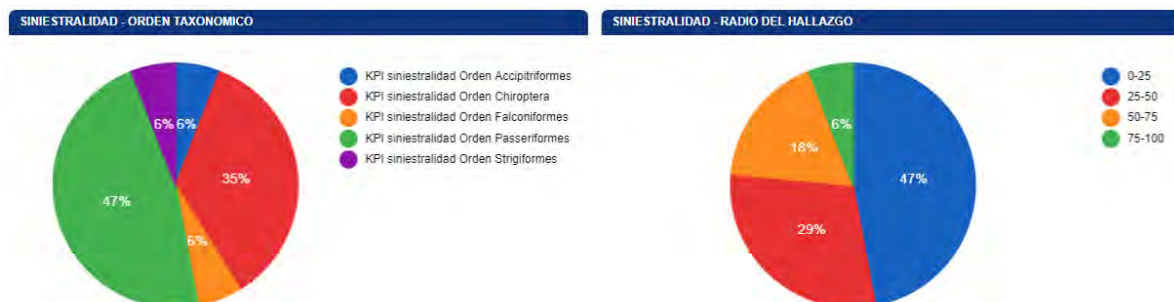 SINIESTRALIDAD - ORDEN TAXONOMICO
6%
6%
35%
47%
6%
KPI siniestralidad Orden Accipitriformes
KPI siniestralidad Orden Chiroptera
KPI siniestralidad Orden Falconiformes
KPI siniestralidad Orden Passeriformes
KPI siniestralidad Orden Strigiformes
SINIESTRALIDAD - RADIO DEL HALLAZGO
6%
18%
47%
29%
0-25
25-50
50-75
75-100